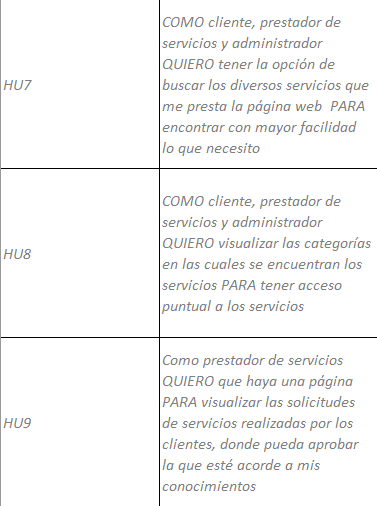 HU7
COMO cliente, prestador de
servicios y administrador
QUIERO tener la opción de
buscar los diversos servicios que
me presta la página web  PARA
encontrar con mayor facilidad
lo que necesito
HU8
COMO cliente, prestador de
servicios y administrador
QUIERO visualizar las categorías
en las cuales se encuentran los
servicios PARA tener acceso
puntual a los servicios
HU9
Como prestador de servicios
QUIERO que haya una página
PARA visualizar las solicitudes
de servicios realizadas por los
clientes, donde pueda aprobar
la que esté acorde a mis
conocimientos